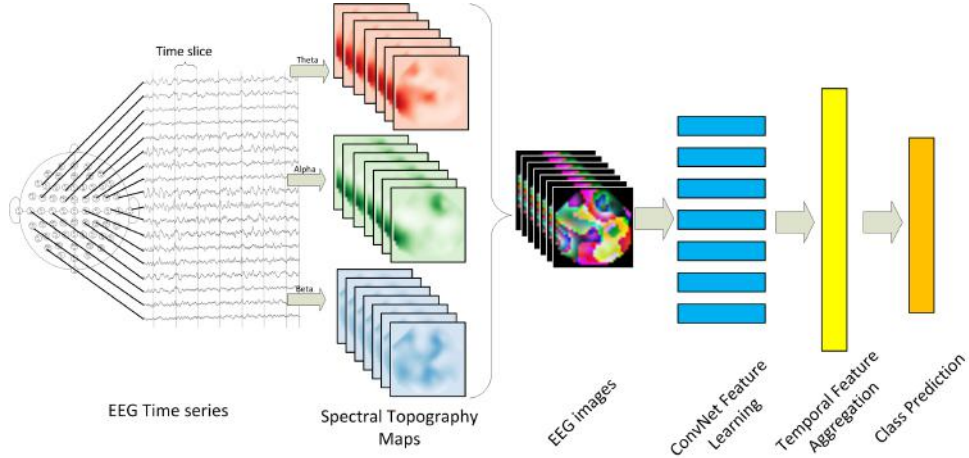 Time slice
Theta
Alpha
Beta
EEG Time series
Spectral Topography
Maps
EEG images
ConvNet Feature
Learning
Temporal Feature
Aggregation
Class Prediction